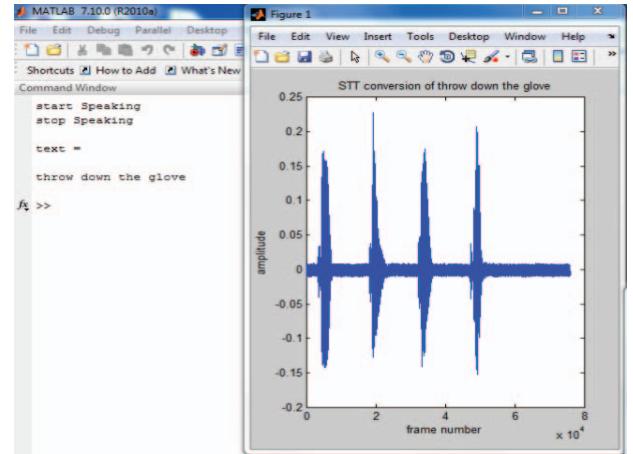 MATLAB 7.10.0 (R2010a)
File Edit Debug Parallel Desktop
Shortcuts How to Add What's New
Command Window
start Speaking
stop Speaking
text =
throw down the glove
fx >>
Figure 1
File Edit View Insert Tools Desktop Window Help
STT conversion of throw down the glove
0.25
0.2
0.15
0.1
0.05
0
-0.05
-0.1
-0.15
-0.2
amplitude
0 2 4 6 8
frame number
x 10^4